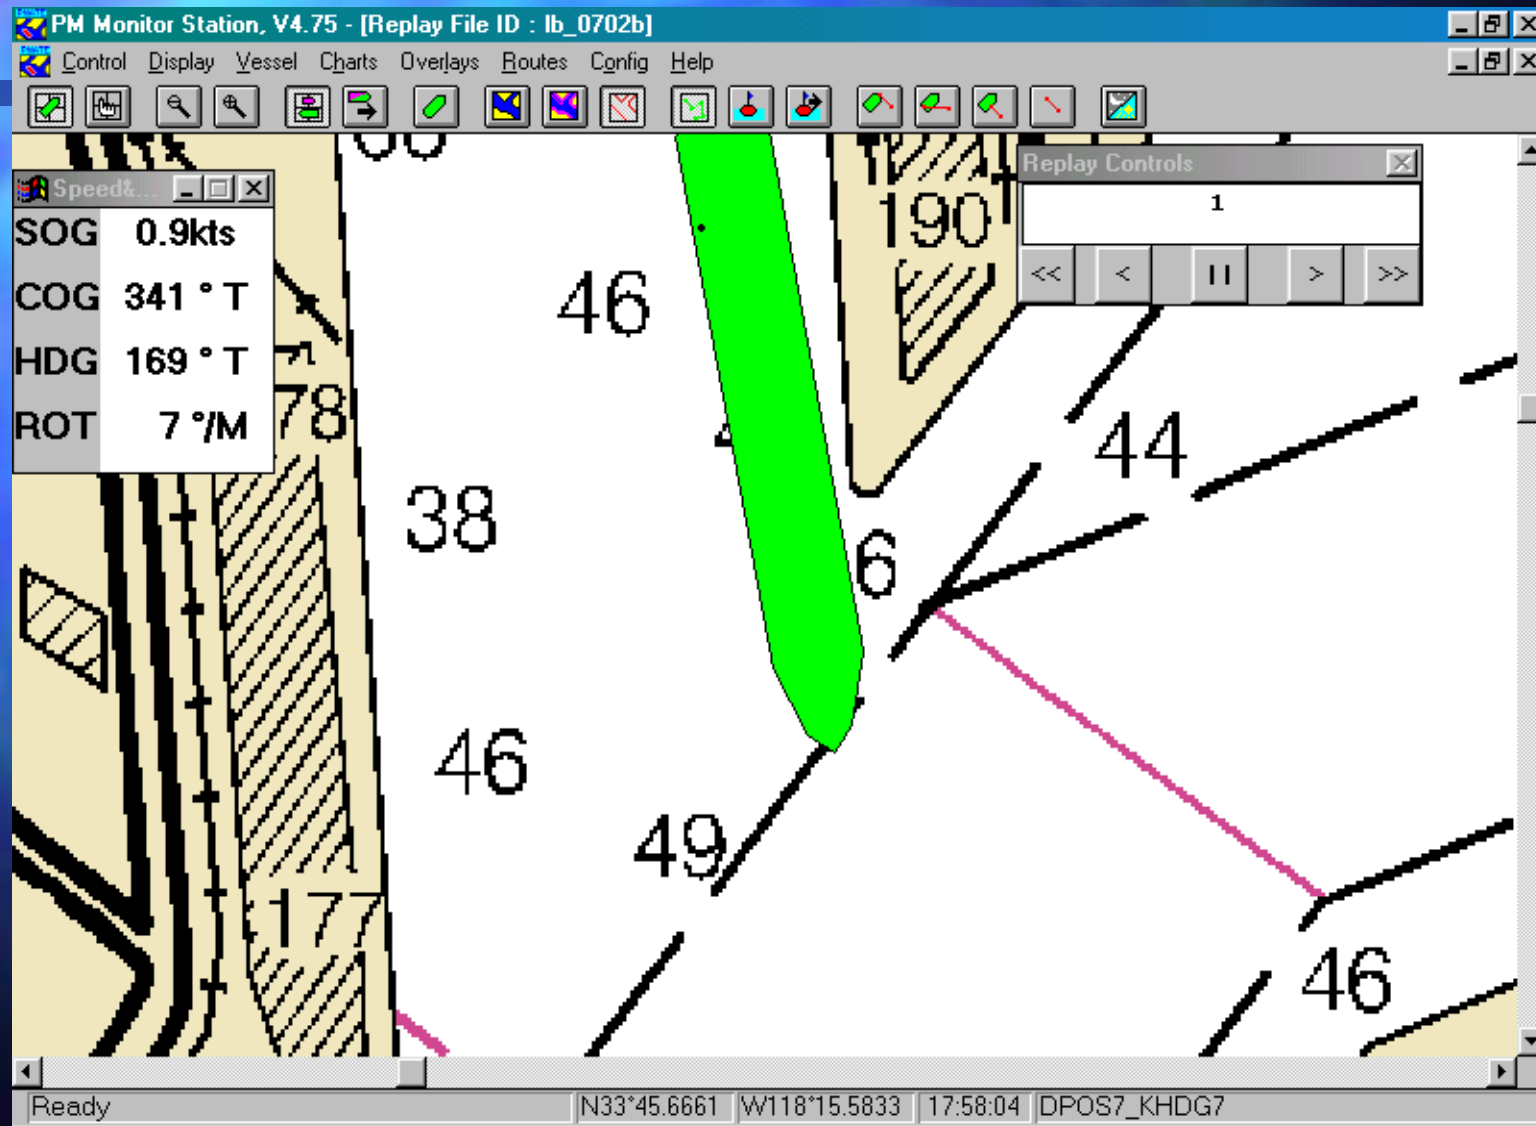 PM Monitor Station, V4.75 - [Replay File ID : lb_0702b]
Control Display Vessel Charts Overlays Routes Config Help
Speed&...
SOG 0.9kts
COG 341 ° T
HDG 169 ° T
ROT 7 °/M
Replay Controls
1
<< < II > >>
190
46
78
44
38
6
46
49
177
46
Ready N33°45.6661 W118°15.5833 17:58:04 DPOS7_KHDG7